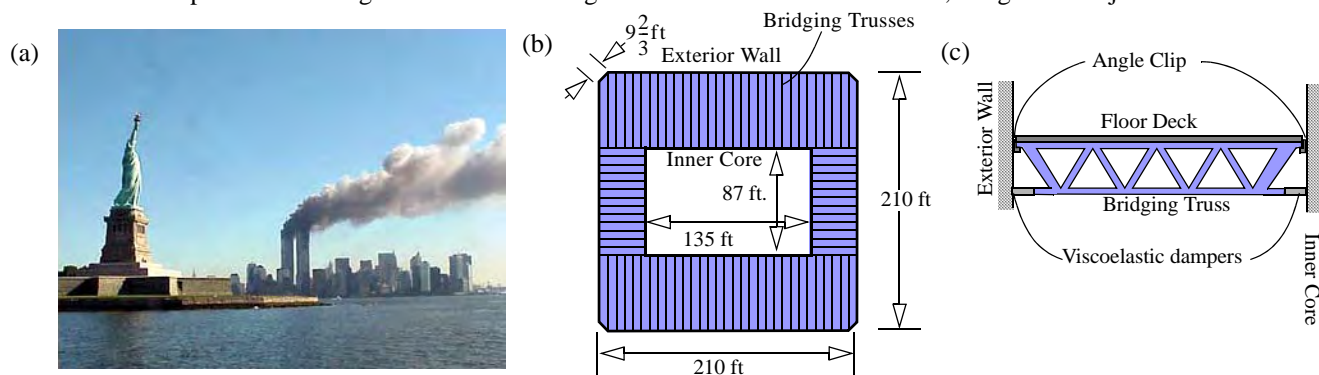 (a)
(b)
9 2/3 ft
Bridging Trusses
Exterior Wall
Inner Core
87 ft.
135 ft
210 ft
210 ft
(c)
Angle Clip
Exterior Wall
Floor Deck
Bridging Truss
Viscoelastic dampers
Inner Core